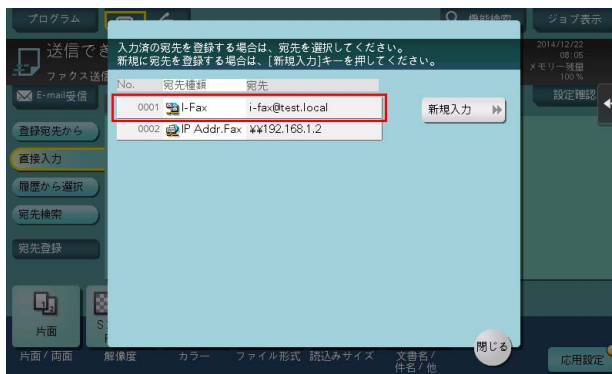 プログラム
機能検索
ジョブ表示
送信でき
ファクス送信
2014/12/22
08:05
メモリー残量
100 %
入力済の宛先を登録する場合は、宛先を選択してください。
新規に宛先を登録する場合は、[新規入力]キーを押してください。
E-mail受信
設定確認
No. 宛先種類 宛先
0001 I-Fax i-fax@test.local
新規入力
0002 IP Addr.Fax ¥¥192.168.1.2
登録宛先から
直接入力
履歴から選択
宛先検索
宛先登録
片面
閉じる
片面/両面 解像度 カラー ファイル形式 読込みサイズ 文書名/
件名/他
応用設定